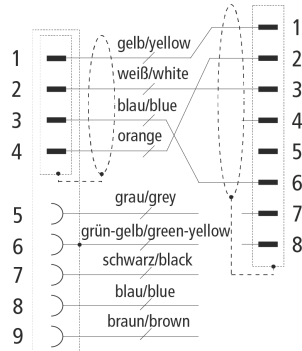 1 gelb/yellow 1
2 weiß/white 2
3 blau/blue 3
4 orange 4
5
6
5 grau/grey 7
6 grün-gelb/green-yellow 8
7 schwarz/black
8 blau/blue
9 braun/brown